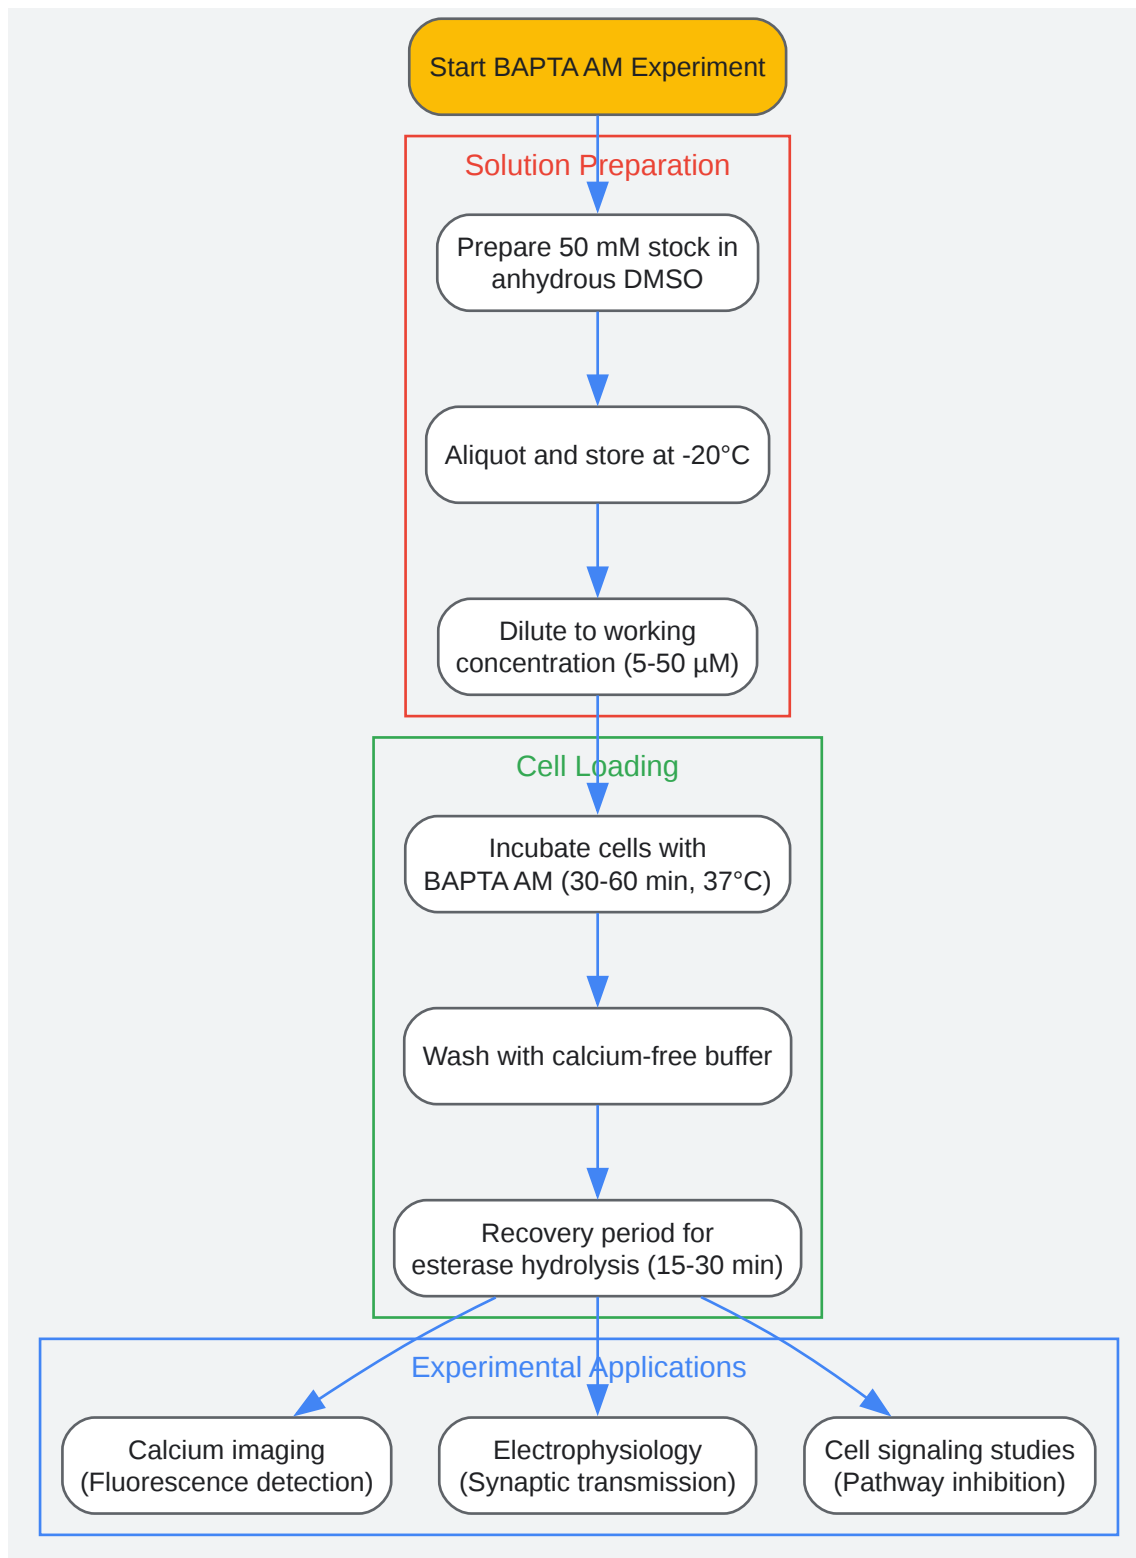 Start BAPTA AM Experiment
Solution Preparation
Prepare 50 mM stock in
anhydrous DMSO
Aliquot and store at -20°C
Dilute to working
concentration (5-50 µM)
Cell Loading
Incubate cells with
BAPTA AM (30-60 min, 37°C)
Wash with calcium-free buffer
Recovery period for
esterase hydrolysis (15-30 min)
Experimental Applications
Calcium imaging
(Fluorescence detection)
Electrophysiology
(Synaptic transmission)
Cell signaling studies
(Pathway inhibition)